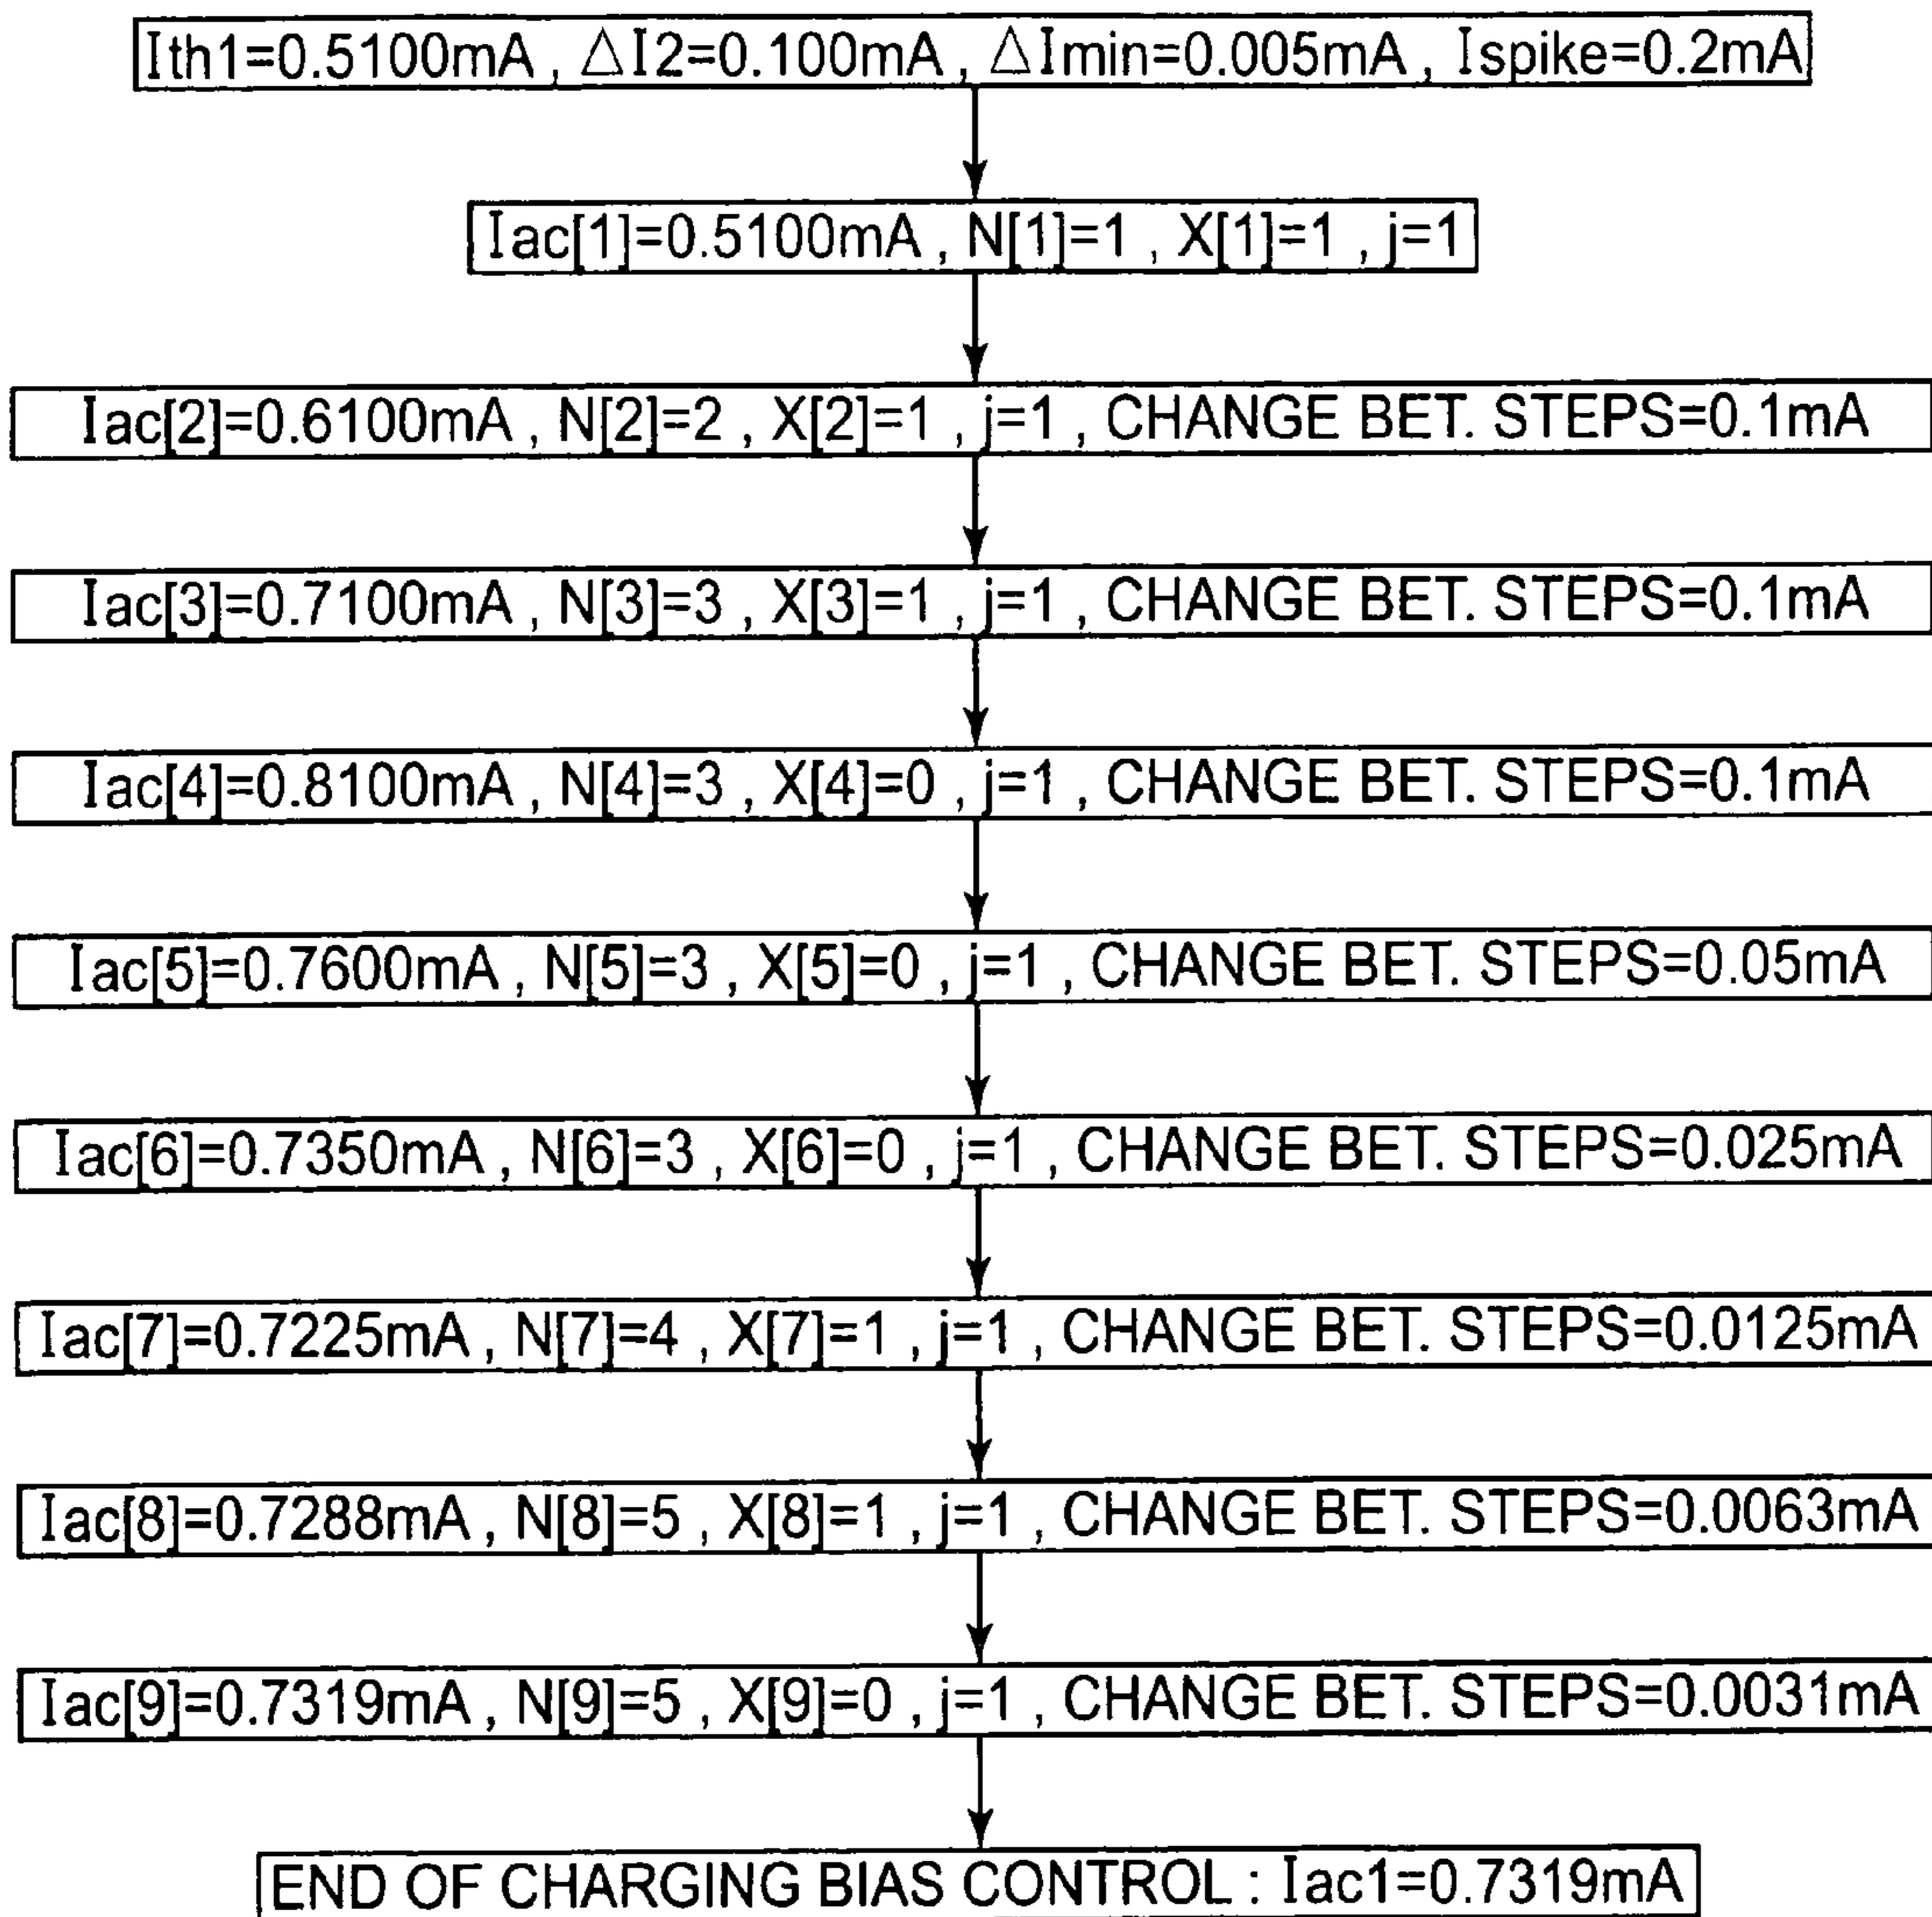 Ith1=0.5100mA , △I2=0.100mA , △Imin=0.005mA , Ispike=0.2mA
Iac[1]=0.5100mA , N[1]=1 , X[1]=1 , j=1
Iac[2]=0.6100mA , N[2]=2 , X[2]=1 , j=1 , CHANGE BET. STEPS=0.1mA
Iac[3]=0.7100mA , N[3]=3 , X[3]=1 , j=1 , CHANGE BET. STEPS=0.1mA
Iac[4]=0.8100mA , N[4]=3 , X[4]=0 , j=1 , CHANGE BET. STEPS=0.1mA
Iac[5]=0.7600mA , N[5]=3 , X[5]=0 , j=1 , CHANGE BET. STEPS=0.05mA
Iac[6]=0.7350mA , N[6]=3 , X[6]=0 , j=1 , CHANGE BET. STEPS=0.025mA
Iac[7]=0.7225mA , N[7]=4 , X[7]=1 , j=1 , CHANGE BET. STEPS=0.0125mA
Iac[8]=0.7288mA , N[8]=5 , X[8]=1 , j=1 , CHANGE BET. STEPS=0.0063mA
Iac[9]=0.7319mA , N[9]=5 , X[9]=0 , j=1 , CHANGE BET. STEPS=0.0031mA
END OF CHARGING BIAS CONTROL : Iac1=0.7319mA